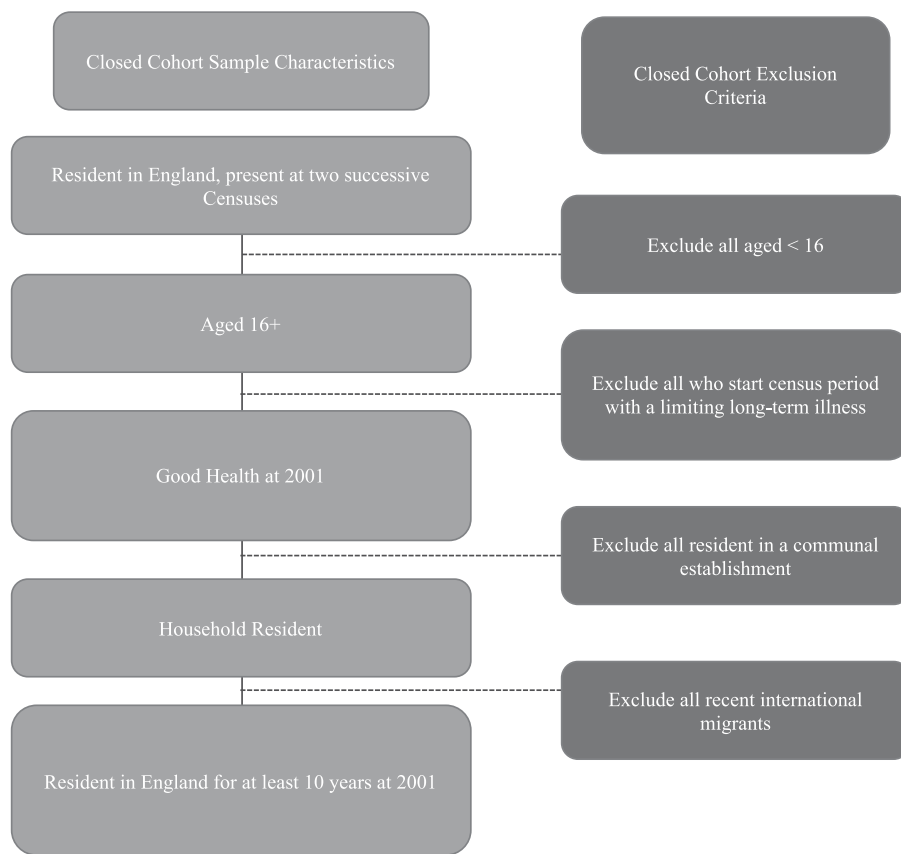 Closed Cohort Sample Characteristics
Closed Cohort Exclusion
Criteria
Resident in England, present at two successive
Censuses
Exclude all aged < 16
Aged 16+
Exclude all who start census period
with a limiting long-term illness
Good Health at 2001
Exclude all resident in a communal
establishment
Household Resident
Exclude all recent international
migrants
Resident in England for at least 10 years at 2001